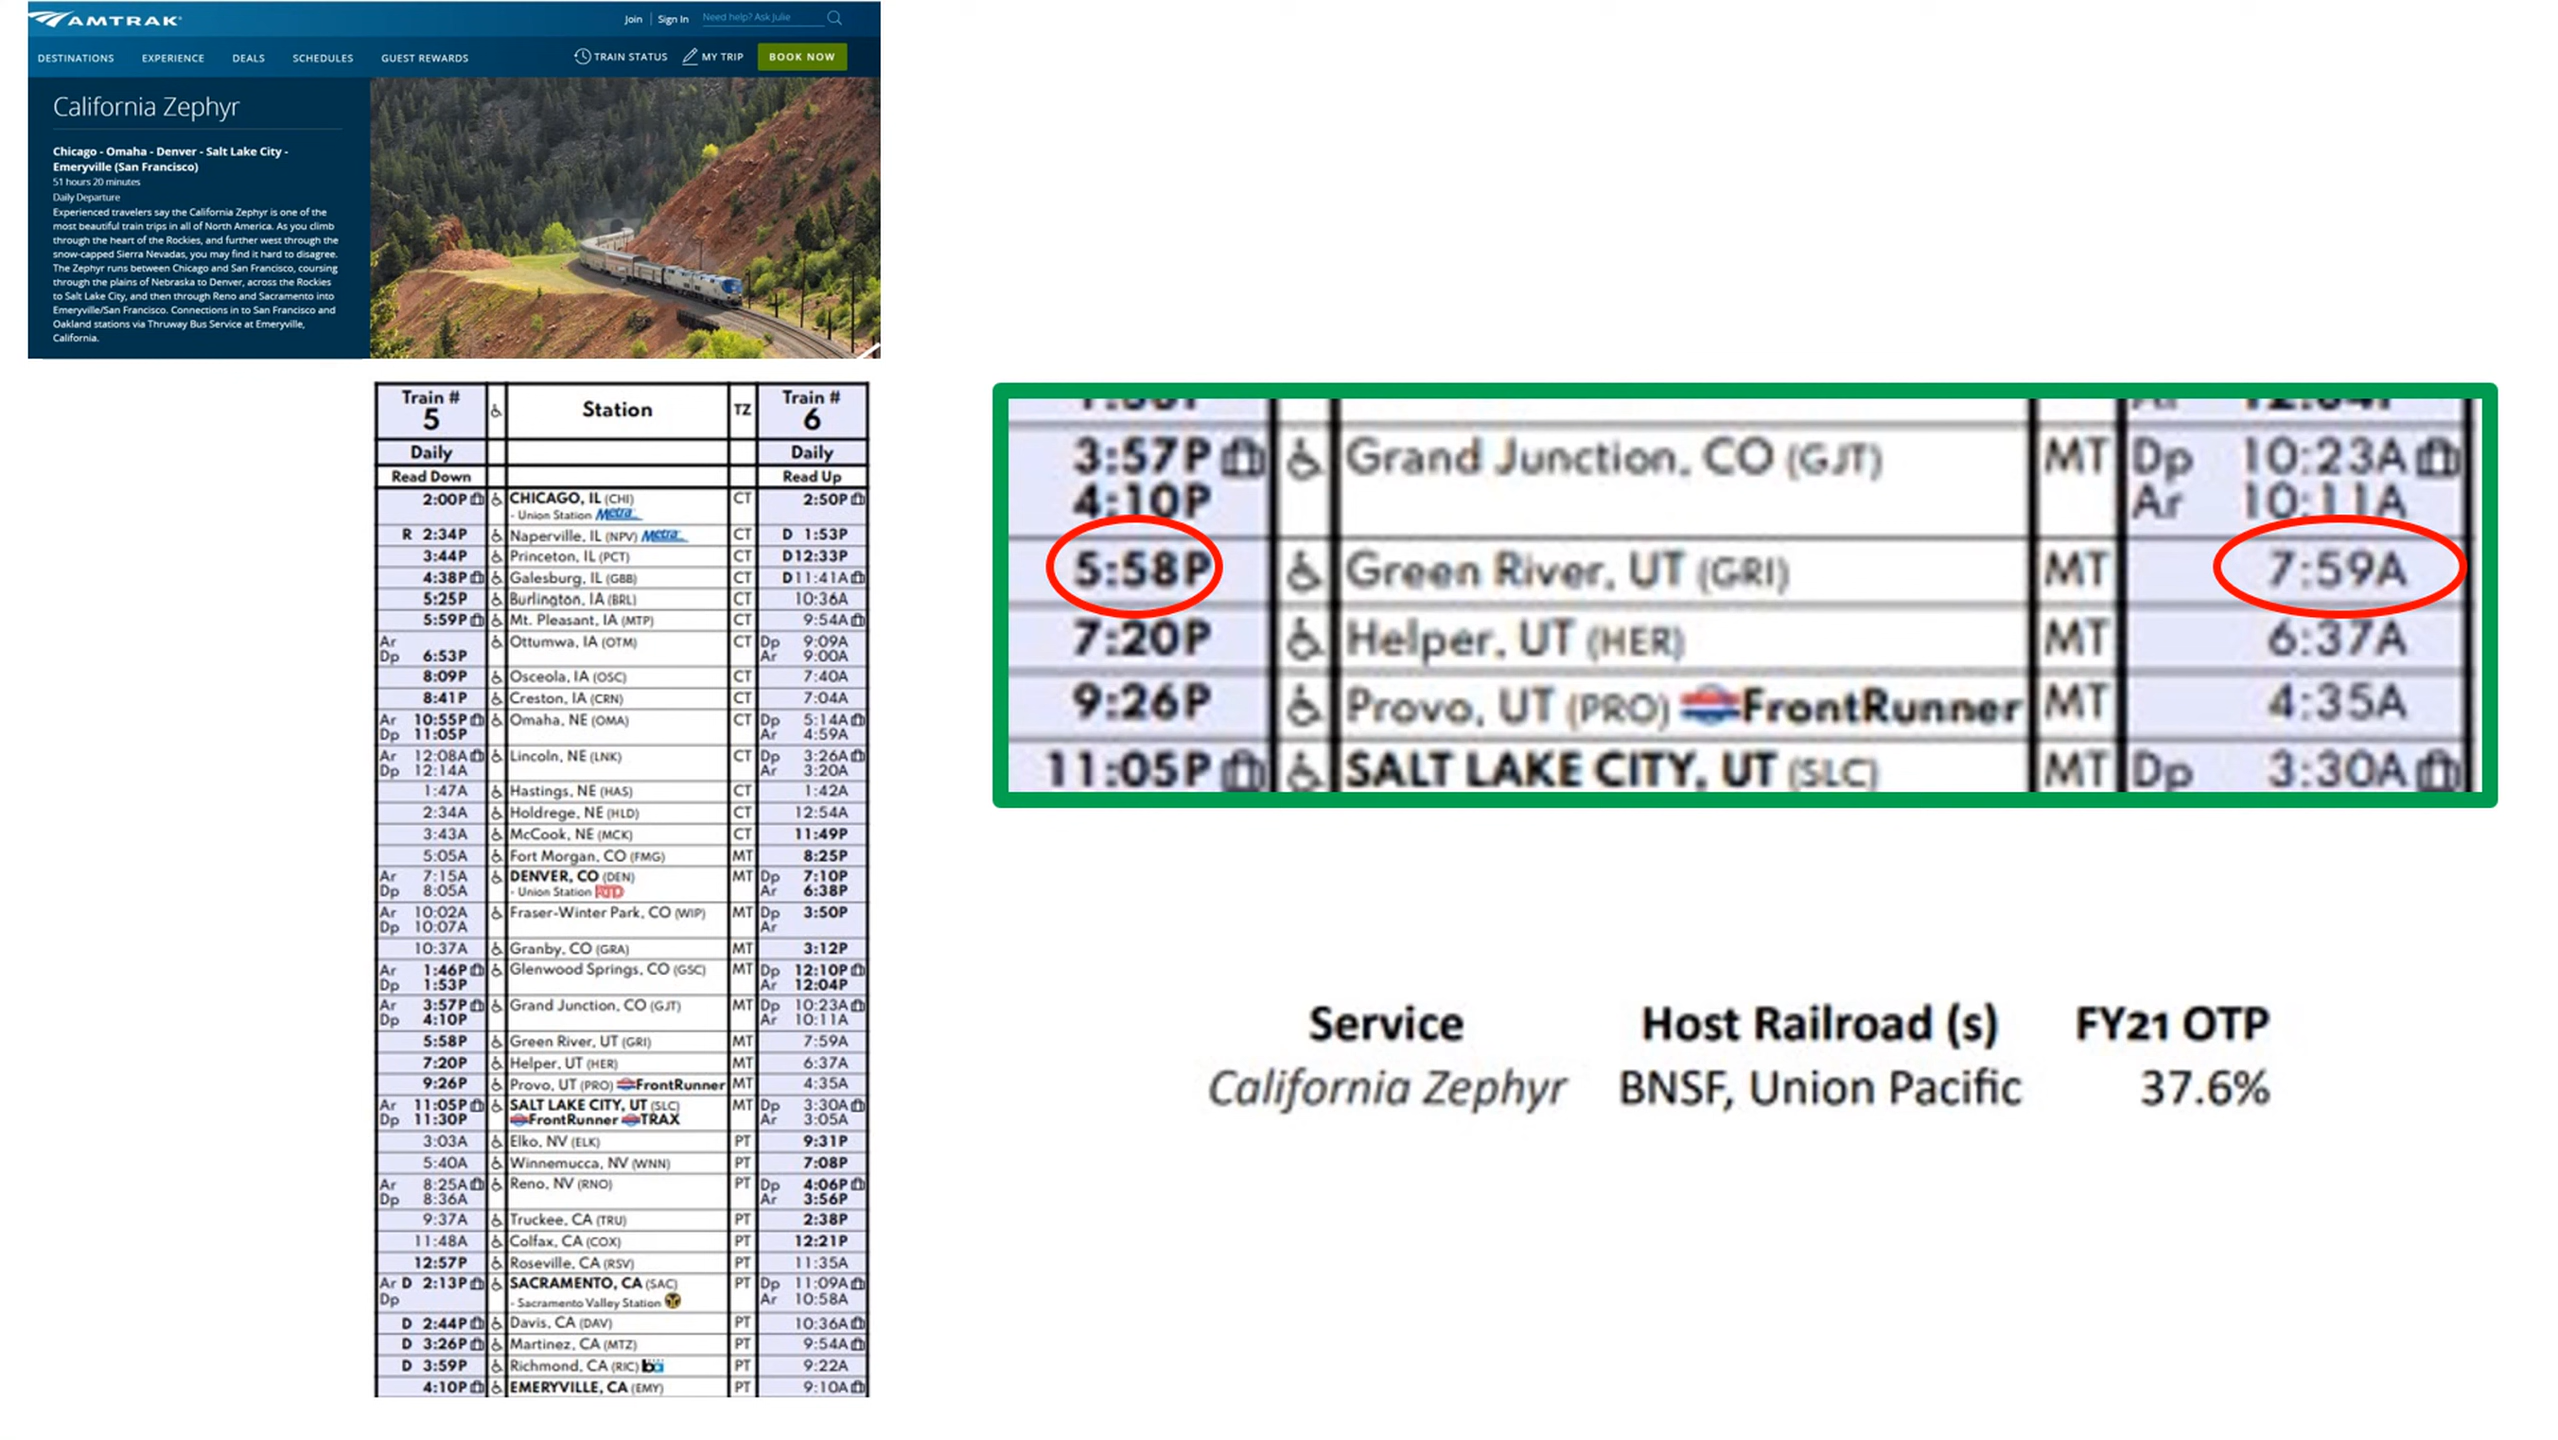 AMTRAK
Join | Sign In Need help? Ask Julie
DESTINATIONS EXPERIENCE DEALS SCHEDULES GUEST REWARDS TRAIN STATUS MY TRIP BOOK NOW
California Zephyr
Chicago - Omaha - Denver - Salt Lake City -
Emeryville (San Francisco)
51 hours 20 minutes
Daily Departure
Experienced travelers say the California Zephyr is one of the
most beautiful train trips in all of North America. As you climb
through the heart of the Rockies, and further west through the
snow-capped Sierra Nevadas, you may find it hard to disagree.
The Zephyr runs between Chicago and San Francisco, coursing
through the plains of Nebraska to Denver, across the Rockies
to Salt Lake City, and then through Reno and Sacramento into
Emeryville/San Francisco. Connections in to San Francisco and
Oakland stations via Thruway Bus Service at Emeryville,
California.
Train # Station TZ Train #
5 6
Daily Daily
Read Down Read Up
2:00P CHICAGO, IL (CHI) CT 2:50P
- Union Station Metra
R 2:34P Naperville, IL (NPV) Metra CT D 1:53P
3:44P Princeton, IL (PCT) CT D12:33P
4:38P Galesburg, IL (GBB) CT D11:41A
5:25P Burlington, IA (BRL) CT 10:36A
5:59P Mt. Pleasant, IA (MTP) CT 9:54A
Ar Ottumwa, IA (OTM) CT Dp 9:09A
Dp 6:53P Ar 9:00A
8:09P Osceola, IA (OSC) CT 7:40A
8:41P Creston, IA (CRN) CT 7:04A
Ar 10:55P Omaha, NE (OMA) CT Dp 5:14A
Dp 11:05P Ar 4:59A
Ar 12:08A Lincoln, NE (LNK) CT Dp 3:26A
Dp 12:14A Ar 3:20A
1:47A Hastings, NE (HAS) CT 1:42A
2:34A Holdrege, NE (HLD) CT 12:54A
3:43A McCook, NE (MCK) CT 11:49P
5:05A Fort Morgan, CO (FMG) MT 8:25P
Ar 7:15A DENVER, CO (DEN) MT Dp 7:10P
Dp 8:05A - Union Station RTD Ar 6:38P
Ar 10:02A Fraser-Winter Park, CO (WIP) MT Dp 3:50P
Dp 10:07A Ar
10:37A Granby, CO (GRA) MT 3:12P
Ar 1:46P Glenwood Springs, CO (GSC) MT Dp 12:10P
Dp 1:53P Ar 12:04P
Ar 3:57P Grand Junction, CO (GJT) MT Dp 10:23A
Dp 4:10P Ar 10:11A
5:58P Green River, UT (GRI) MT 7:59A
7:20P Helper, UT (HER) MT 6:37A
9:26P Provo, UT (PRO) FrontRunner MT 4:35A
Ar 11:05P SALT LAKE CITY, UT (SLC) MT Dp 3:30A
Dp 11:30P FrontRunner TRAX Ar 3:05A
3:03A Elko, NV (ELK) PT 9:31P
5:40A Winnemucca, NV (WNN) PT 7:08P
Ar 8:25A Reno, NV (RNO) PT Dp 4:06P
Dp 8:36A Ar 3:56P
9:37A Truckee, CA (TRU) PT 2:38P
11:48A Colfax, CA (COX) PT 12:21P
12:57P Roseville, CA (RSV) PT 11:35A
Ar D 2:13P SACRAMENTO, CA (SAC) PT Dp 11:09A
Dp - Sacramento Valley Station Ar 10:58A
D 2:44P Davis, CA (DAV) PT 10:36A
D 3:26P Martinez, CA (MTZ) PT 9:54A
D 3:59P Richmond, CA (RIC) ba PT 9:22A
4:10P EMERYVILLE, CA (EMY) PT 9:10A
3:57P Grand Junction, CO (GJT) MT Dp 10:23A
4:10P Ar 10:11A
5:58P Green River, UT (GRI) MT 7:59A
7:20P Helper, UT (HER) MT 6:37A
9:26P Provo, UT (PRO) FrontRunner MT 4:35A
11:05P SALT LAKE CITY, UT (SLC) MT Dp 3:30A
Service Host Railroad (s) FY21 OTP
California Zephyr BNSF, Union Pacific 37.6%